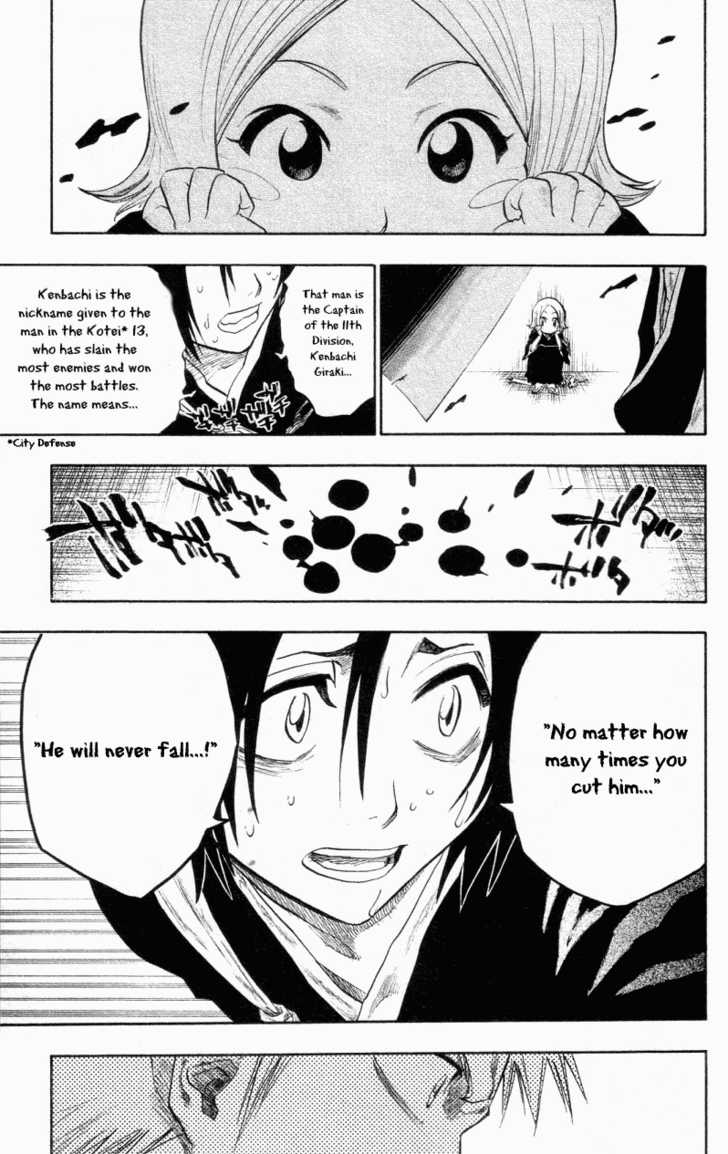 That man is
the Captain
of the 11th
Division,
Kenbachi
Giraki...
Kenbachi is the
nickname given to the
man in the Kotei* 13,
who has slain the
most enemies and won
the most battles.
The name means...
*City Defense
"No matter how
many times you
cut him..."
"He will never fall...!"